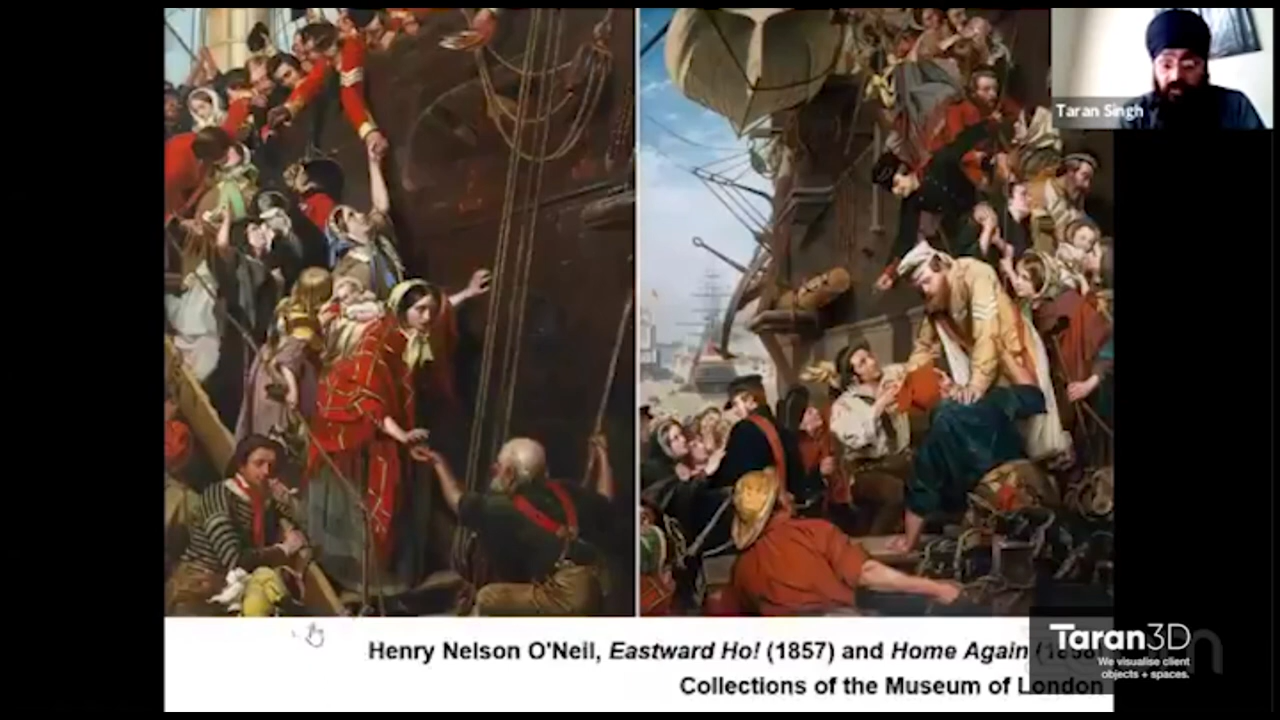 Taran Singh
Henry Nelson O'Neil, Eastward Ho! (1857) and Home Again
Collections of the Museum of London
Taran3D
We visualise client
objects + spaces.